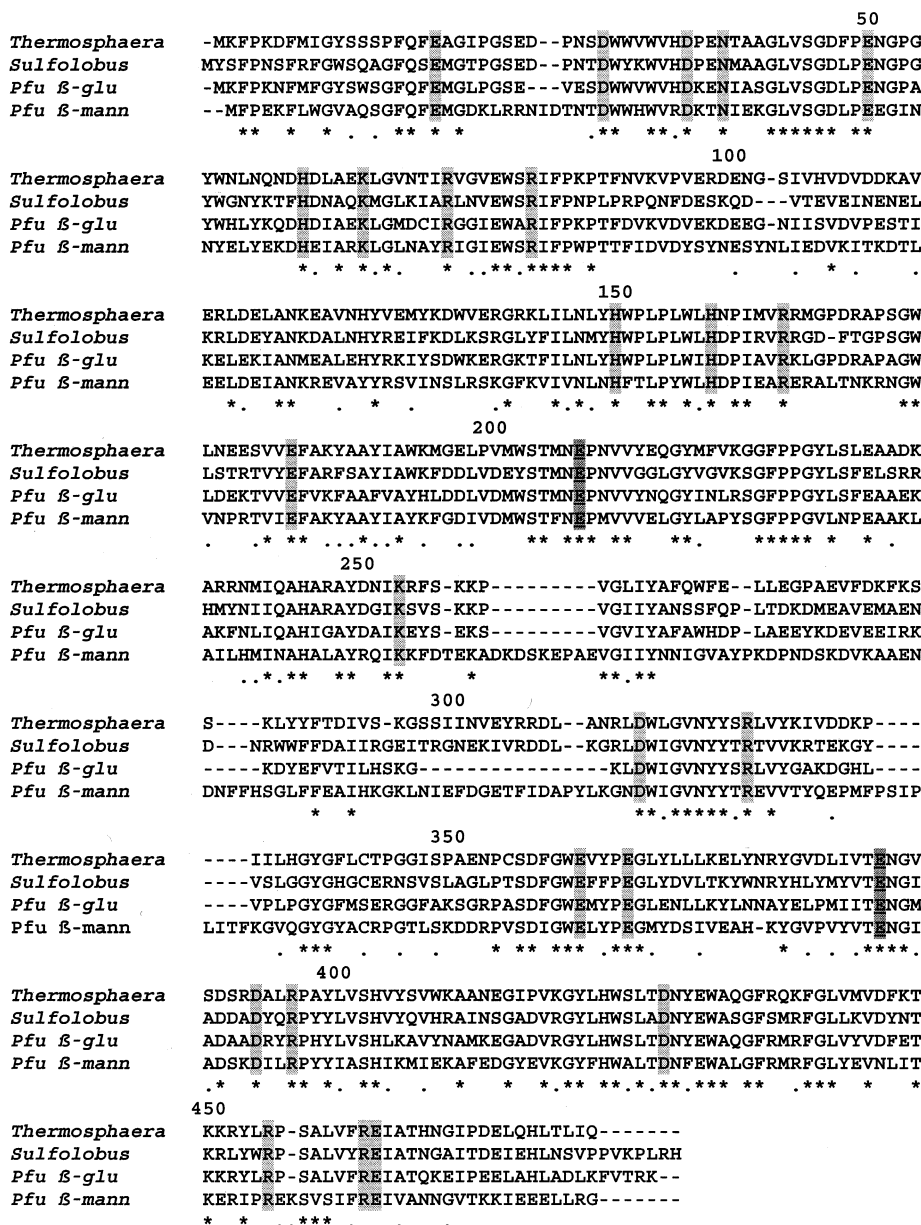 50
Thermosphaera -MKFPKDFMIGYSSSPFQFEAGIPGSED--PNSDWWVWVHDPENTAAGLVSGDFPENGPG
Sulfolobus MYSFPNSFRFGWSQAGFQSEMGTPGSED--PNTDWYKWVHDPENMAAGLVSGDLPENGPG
Pfu ß-glu -MKFPKNFMFGYSWSGFQFEMGLPGSE---VESDWWVWVHDKENIASGLVSGDLPENGPA
Pfu ß-mann --MFPEKFLWGVAQSGFQFEMGDKLRRNIDTNTDWWHWVRDKTNIEKGLVSGDLPEEGIN
** * * . . ** * * .** ** * * ****** **
100
Thermosphaera YWNLNQNDHDLAEKLGVNTIRVGVEWSRIFPKPTFNVKVPVERDENG-SIVHVDVDDKAV
Sulfolobus YWGNYKTFHDNAQKMGLKIARLNVEWSRIFPNPLPRPQNFDESKQD---VTEVEINENEL
Pfu ß-glu YWHLYKQDHDIAEKLGMDCIRGGIEWARIFPKPTFDVKVDVEKDEEG-NIISVDVPESTI
Pfu ß-mann NYELYEKDHEIARKLGLNAYRIGIEWSRIFPWPTTFIDVDYSYNESYNLIEDVKITKDTL
*. * *.*. * .**.**** * . . * . .
150
Thermosphaera ERLDELANKEAVNHYVEMYKDWVERGRKLILNLYHWPLPLWLHNPIMVRRMGPDRAPSGW
Sulfolobus KRLDEYANKDALNHYREIFKDLKSRGLYFILNMYHWPLPLWLHDPIRVRRGD-FTGPSGW
Pfu ß-glu KELEKIANMEALEHYRKIYSDWKERGKTFILNLYHWPLPLWIHDPIAVRKLGPDRAPAGW
Pfu ß-mann EELDEIANKREVAYYRSVINSLRSKGFKVIVNLNHFTLPYWLHDPIEARERALTNKRNGW
*. ** . * . .* *.*. *. ** *.* ** * **
200
Thermosphaera LNEESVVEFAKYAAYIAWKMGELPVMWSTMNEPNVVYEQGYMFVKGGFPPGYLSLEAADK
Sulfolobus LSTRTVYEFARFSAYIAWKFDDLVDEYSTMNEPNVVGGLGYVGVKSGFPPGYLSFELSRR
Pfu ß-glu LDEKTVVEFVKFAAFVAYHLDDLVDMWSTMNEPNVVYNQGYINLRSGFPPGYLSFEAAEK
Pfu ß-mann VNPRTVIEFAKYAAYIAYKFGDIVDMWSTFNEPMVVVELGYLAPYSGFPPGVLNPEAAKL
. .* ** ...*..* .. ** *** ** **. ***** * * .
250
Thermosphaera ARRNMIQAHARAYDNIKRFS-KKP---------VGLIYAFQWFE--LLEGPAEVFDKFKS
Sulfolobus HMYNIIQAHARAYDGIKSVS-KKP---------VGIIYANSSFQP-LTDKDMEAVEMAEN
Pfu ß-glu AKFNLIQAHIGAYDAIKEYS-EKS---------VGVIYAFAWHDP-LAEEYKDEVEEIRK
Pfu ß-mann AILHMINAHALAYRQIKKFDTEKADKDSKEPAEVGIIYNNIGVAYPKDPNDSKDVKAAEN
..*.** ** ** * **.** .
300
Thermosphaera S----KLYYFTDIVS-KGSSIINVEYRRDL--ANRLDWLGVNYYSRLVYKIVDDKP----
Sulfolobus D---NRWWFFDAIIRGEITRGNEKIVRDDL--KGRLDWIGVNYYTRTVVKRTEKGY----
Pfu ß-glu -----KDYEFVTILHSKG----------------KLDWIGVNYYSRLVYGAKDGHL----
Pfu ß-mann DNFFHSGLFFEAIHKGKLNIEFDGETFIDAPYLKGNDWIGVNYYTREVVTYQEPMFPSIP
* * **.*****.* * .
350
Thermosphaera ----IILHGYGFLCTPGGISPAENPCSDFGWEVYPEGLYLLLKELYNRYGVDLIVTENGV
Sulfolobus ----VSLGGYGHGCERNSVSLAGLPTSDFGWEFFPEGLYDVLTKYWNRYHLYMYVTENGI
Pfu ß-glu ----VPLPGYGFMSERGGFAKSGRPASDFGWEMYPEGLENLLKYLNNAYELPMIITENGM
Pfu ß-mann LITFKGVQGYGYACRPGTLSKDDRPVSDIGWELYPEGMYDSIVEAH-KYGVPVYVTENGI
. *** . . . * ** *** .***. . * . .****.
400
Thermosphaera SDSRDALRPAYLVSHVYSVWKAANEGIPVKGYLHWSLTDNYEWAQGFRQKFGLVMVDFKT
Sulfolobus ADDADYQRPYYLVSHVYQVHRAINSGADVRGYLHWSLADNYEWASGFSMRFGLLKVDYNT
Pfu ß-glu ADAADRYRPHYLVSHLKAVYNAMKEGADVRGYLHWSLTDNYEWAQGFRMRFGLVYVDFET
Pfu ß-mann ADSKDILRPYYIASHIKMIEKAFEDGYEVKGYFHWALTDNFEWALGFRMRFGLYEVNLIT
.* * ** *..**. . * * *.**.**.*.**.*** ** .*** *. *
450
Thermosphaera KKRYLRP-SALVFREIATHNGIPDELQHLTLIQ-------
Sulfolobus KRLYWRP-SALVYREIATNGAITDEIEHLNSVPPVKPLRH
Pfu ß-glu KKRYLRP-SALVFREIATQKEIPEELAHLADLKFVTRK--
Pfu ß-mann KERIPREKSVSIFREIVANNGVTKKIEEELLRG-------